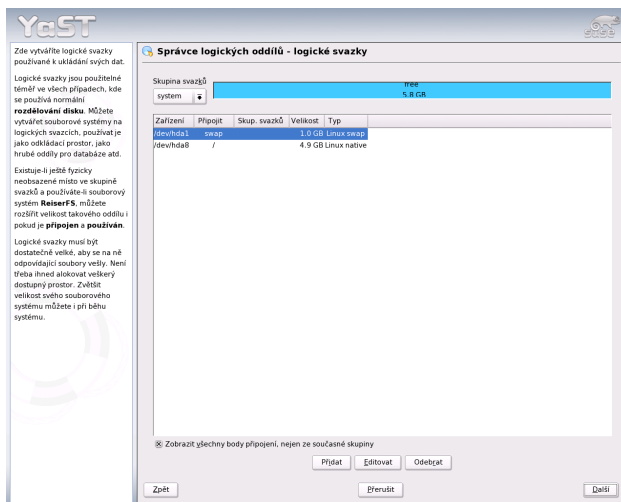 YaST
SuSE
Zde vytváříte logické svazky
používané k ukládání svých dat.
Logické svazky jsou použitelné
téměř ve všech případech, kde
se používá normální
rozdělování disku. Můžete
vytvářet souborové systémy na
logických svazcích, používat je
jako odkládací prostor, jako
hrubé oddíly pro databáze atd.
Existuje-li ještě fyzicky
neobsazené místo ve skupině
svazků a používáte-li souborový
systém ReiserFS, můžete
rozšířit velikost takového oddílu i
pokud je připojen a používán.
Logické svazky musí být
dostatečně velké, aby se na ně
odpovídající soubory vešly. Není
třeba ihned alokovat veškerý
dostupný prostor. Zvětšit
velikost svého souborového
systému můžete i při běhu
systému.
Správce logických oddílů - logické svazky
Skupina svazků
system
free
5.8 GB
Zařízení Připojit Skup. svazků Velikost Typ
/dev/hda1 swap 1.0 GB Linux swap
/dev/hda8 / 4.9 GB Linux native
Zobrazit všechny body připojení, nejen ze současné skupiny
Přidat Editovat Odebrat
Zpět Přerušit Další